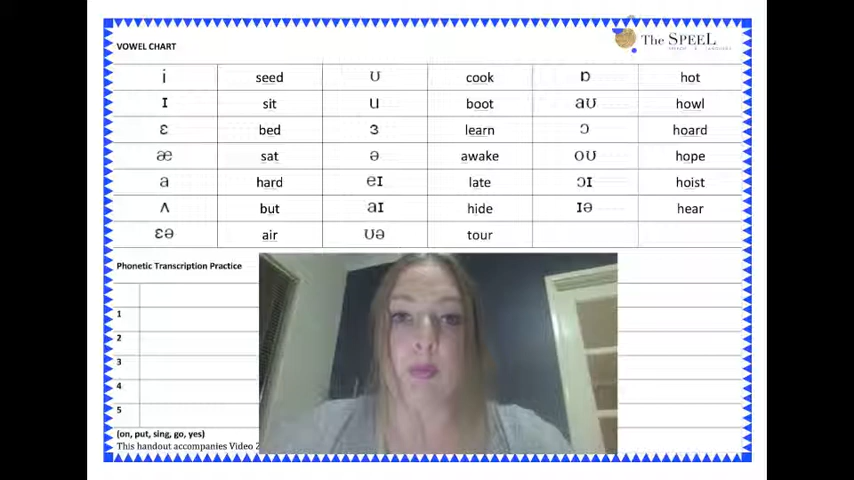 The SPEEL
VOWEL CHART
i seed ʊ cook ɒ hot
ɪ sit u boot aʊ howl
ɛ bed ɜ learn ɔ hoard
æ sat ə awake oʊ hope
a hard eɪ late ɔɪ hoist
ʌ but aɪ hide ɪə hear
ɛə air ʊə tour
Phonetic Transcription Practice
1
2
3
4
5
(on, put, sing, go, yes)
This handout accompanies Video